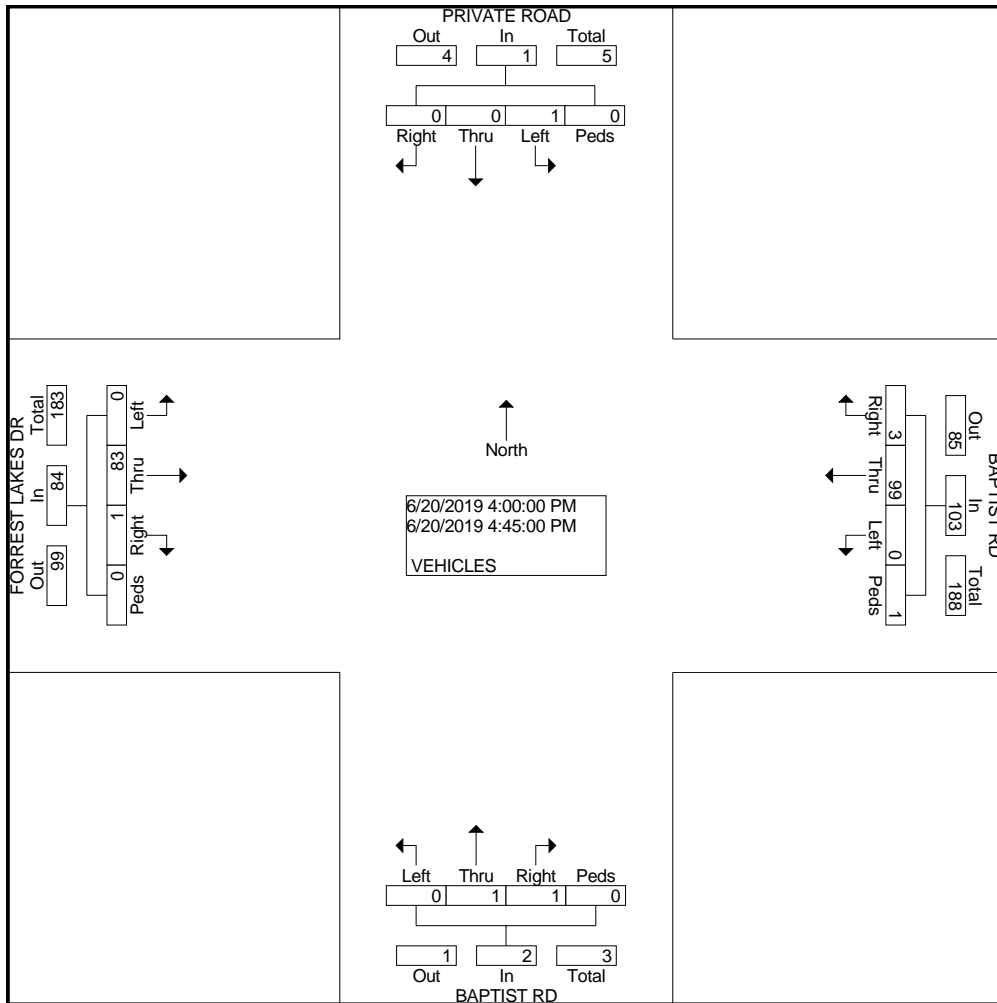 PRIVATE ROAD
Out In Total
4 1 5
0 0 1 0
Right Thru Left Peds
FORREST LAKES DR
Total In Out
183 84 99
0 83 1 0
Left Thru Right Peds
North
6/20/2019 4:00:00 PM
6/20/2019 4:45:00 PM
VEHICLES
Right Thru Left Peds
3 99 0 1
Out In Total
85 103 188
BAPTIST RD
Left Thru Right Peds
0 1 1 0
1 2 3
Out In Total
BAPTIST RD